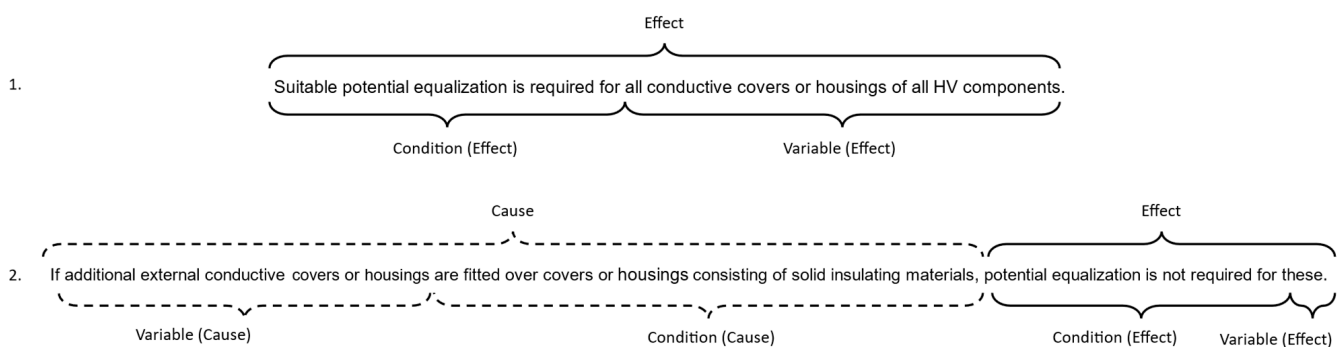 Effect
1. Suitable potential equalization is required for all conductive covers or housings of all HV components.
Condition (Effect) Variable (Effect)
Cause Effect
2. If additional external conductive covers or housings are fitted over covers or housings consisting of solid insulating materials, potential equalization is not required for these.
Variable (Cause) Condition (Cause) Condition (Effect) Variable (Effect)